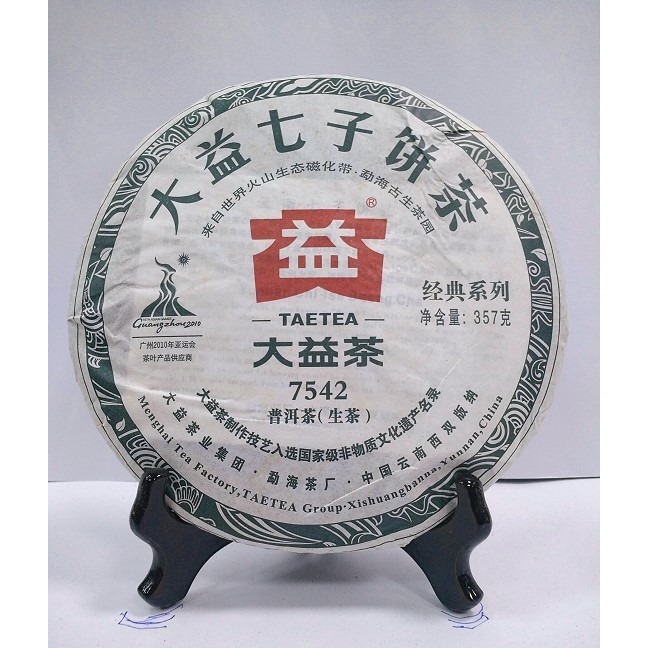 大益七子饼茶
来自世界火山生态磁化带·勐海古生茶园
®
益
TAETEA
大益茶
7542
普洱茶(生茶)
经典系列
净含量:357克
Guangzhou2010
广州2010年亚运会
茶叶产品供应商
大益茶制作技艺入选国家级非物质文化遗产名录
大益茶业集团·勐海茶厂·中国云南西双版纳
Menghai Tea Factory,TAETEA Group·Xishuangbanna,Yunnan,China